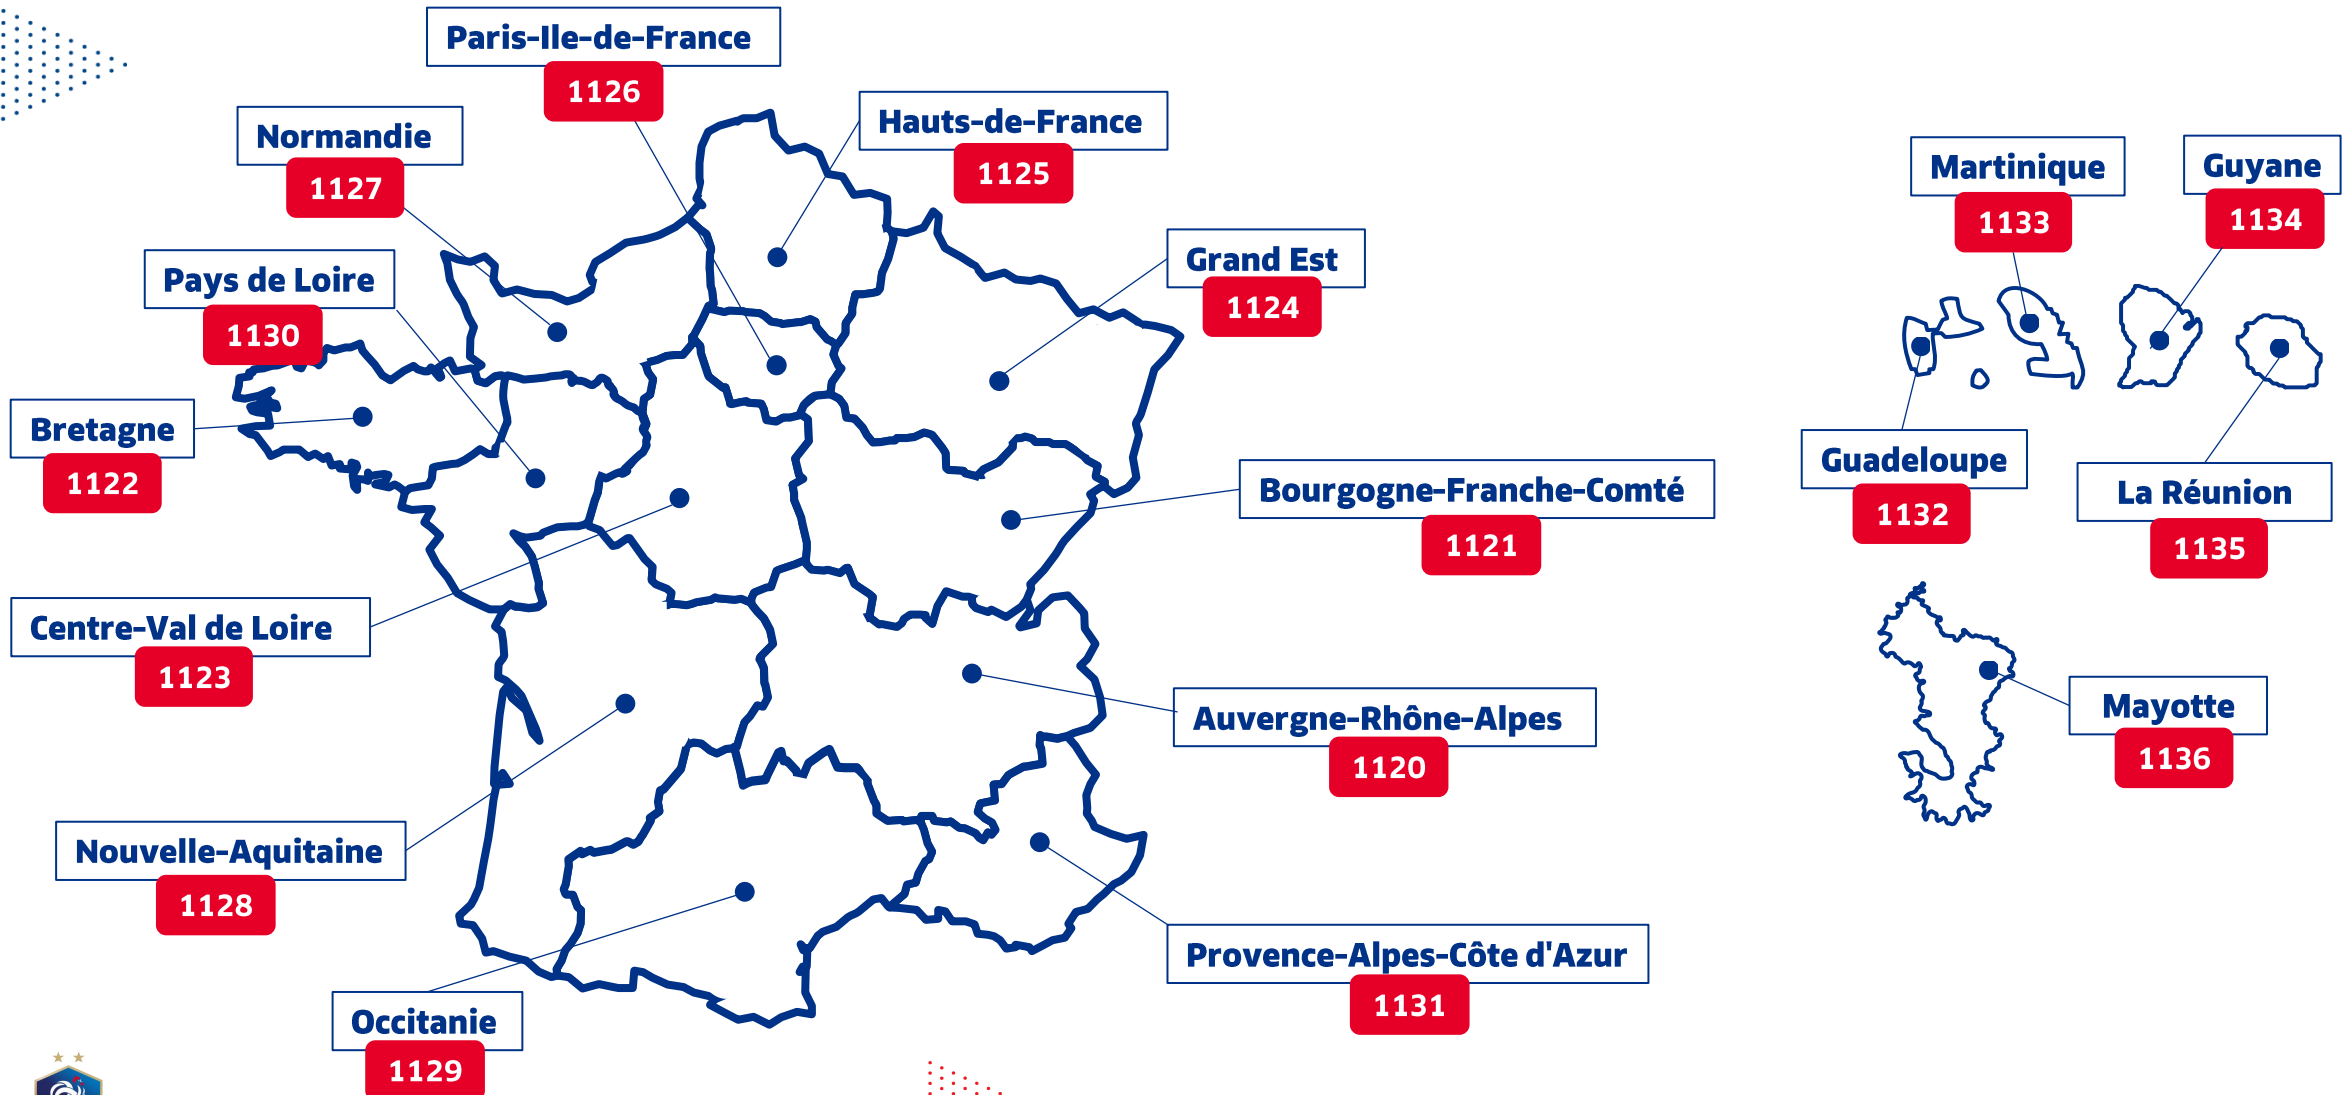 Paris-Ile-de-France
1126
Hauts-de-France
1125
Normandie
1127
Pays de Loire
1130
Grand Est
1124
Bretagne
1122
Bourgogne-Franche-Comté
1121
Centre-Val de Loire
1123
Auvergne-Rhône-Alpes
1120
Nouvelle-Aquitaine
1128
Provence-Alpes-Côte d'Azur
1131
Occitanie
1129
Martinique
1133
Guyane
1134
Guadeloupe
1132
La Réunion
1135
Mayotte
1136